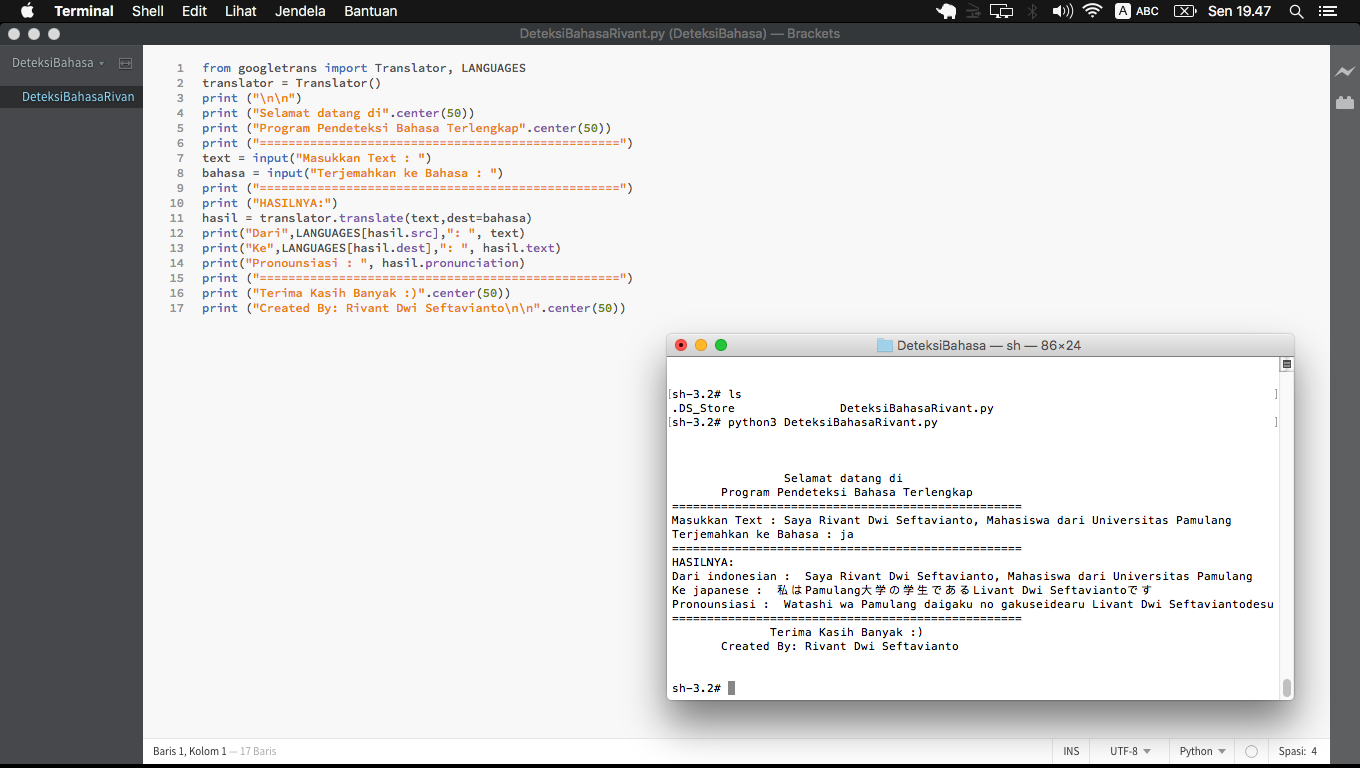 Terminal Shell Edit Lihat Jendela Bantuan A ABC Sen 19.47
DeteksiBahasaRivant.py (DeteksiBahasa) — Brackets
DeteksiBahasa
DeteksiBahasaRivan
1 from googletrans import Translator, LANGUAGES
2 translator = Translator()
3 print ("\n\n")
4 print ("Selamat datang di".center(50))
5 print ("Program Pendeteksi Bahasa Terlengkap".center(50))
6 print ("==================================================")
7 text = input("Masukkan Text : ")
8 bahasa = input("Terjemahkan ke Bahasa : ")
9 print ("==================================================")
10 print ("HASILNYA:")
11 hasil = translator.translate(text,dest=bahasa)
12 print("Dari",LANGUAGES[hasil.src],": ", text)
13 print("Ke",LANGUAGES[hasil.dest],": ", hasil.text)
14 print("Pronounsiasi : ", hasil.pronunciation)
15 print ("==================================================")
16 print ("Terima Kasih Banyak :)".center(50))
17 print ("Created By: Rivant Dwi Seftavianto\n\n".center(50))
DeteksiBahasa — sh — 86×24
[sh-3.2# ls ]
.DS_Store DeteksiBahasaRivant.py
[sh-3.2# python3 DeteksiBahasaRivant.py ]
Selamat datang di
Program Pendeteksi Bahasa Terlengkap
==================================================
Masukkan Text : Saya Rivant Dwi Seftavianto, Mahasiswa dari Universitas Pamulang
Terjemahkan ke Bahasa : ja
==================================================
HASILNYA:
Dari indonesian :  Saya Rivant Dwi Seftavianto, Mahasiswa dari Universitas Pamulang
Ke japanese :  私はPamulang大学の学生であるLivant Dwi Seftaviantoです
Pronounsiasi :  Watashi wa Pamulang daigaku no gakuseidearu Livant Dwi Seftaviantodesu
==================================================
Terima Kasih Banyak :)
Created By: Rivant Dwi Seftavianto
sh-3.2#
Baris 1, Kolom 1 — 17 Baris INS UTF-8 Python Spasi: 4